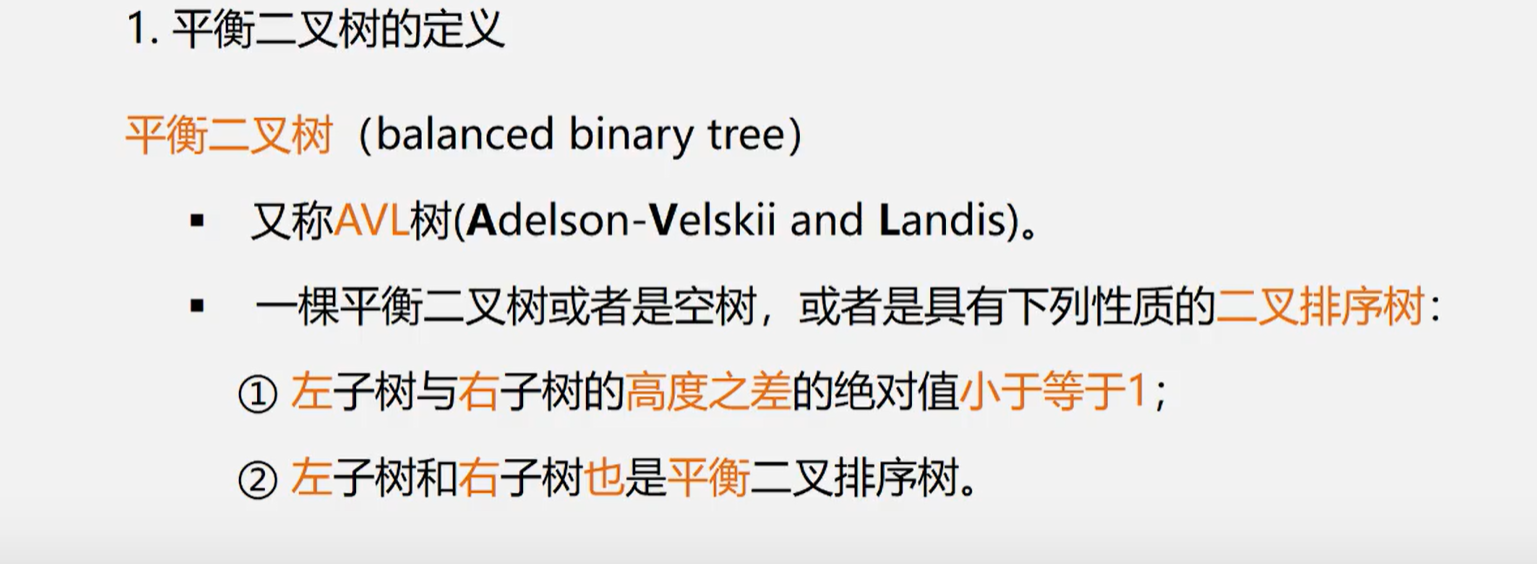 1. 平衡二叉树的定义
平衡二叉树（balanced binary tree）
▪ 又称AVL树(Adelson-Velskii and Landis)。
▪ 一棵平衡二叉树或者是空树，或者是具有下列性质的二叉排序树：
① 左子树与右子树的高度之差的绝对值小于等于1；
② 左子树和右子树也是平衡二叉排序树。